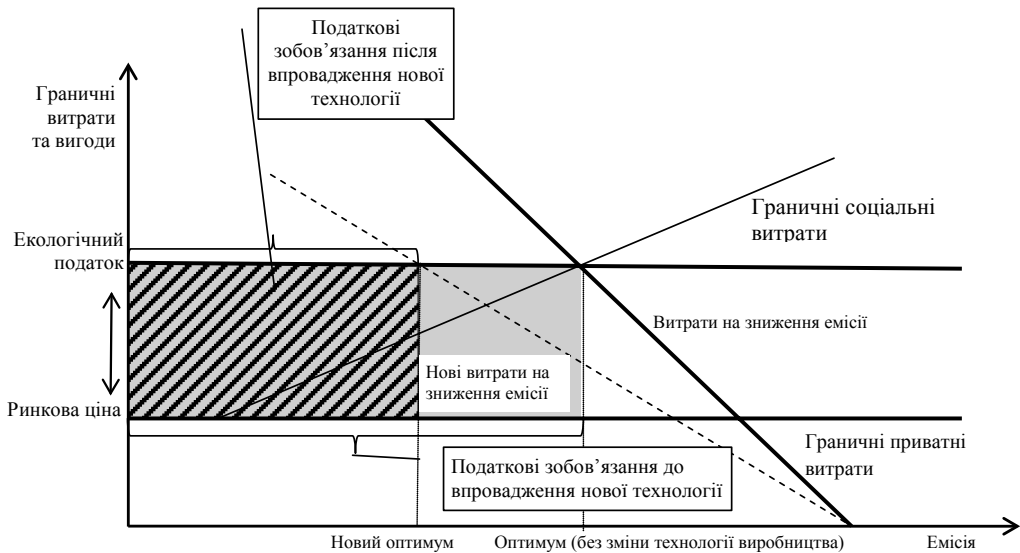 Податкові
зобов’язання після
впровадження нової
технології
Граничні
витрати
та вигоди
Граничні соціальні
витрати
Екологічний
податок
Витрати на зниження емісії
Нові витрати на
зниження емісії
Ринкова ціна
Граничні приватні
витрати
Податкові зобов’язання до
впровадження нової технології
Новий оптимум
Оптимум (без зміни технології виробництва)
Емісія